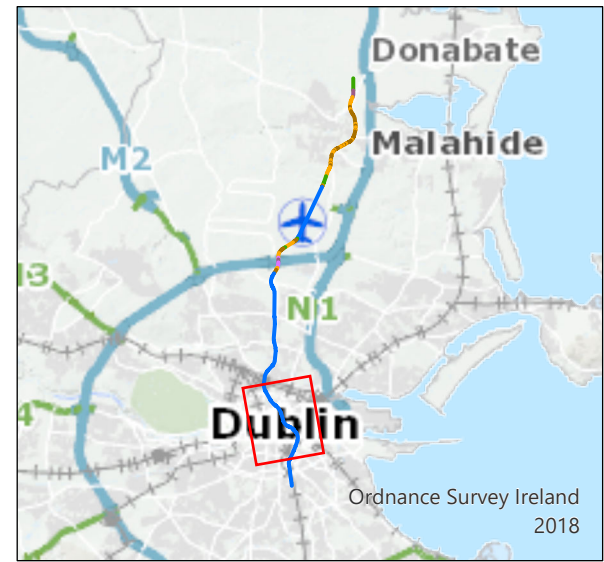 Donabate
Malahide
M2
N1
Dublin
Ordnance Survey Ireland
2018